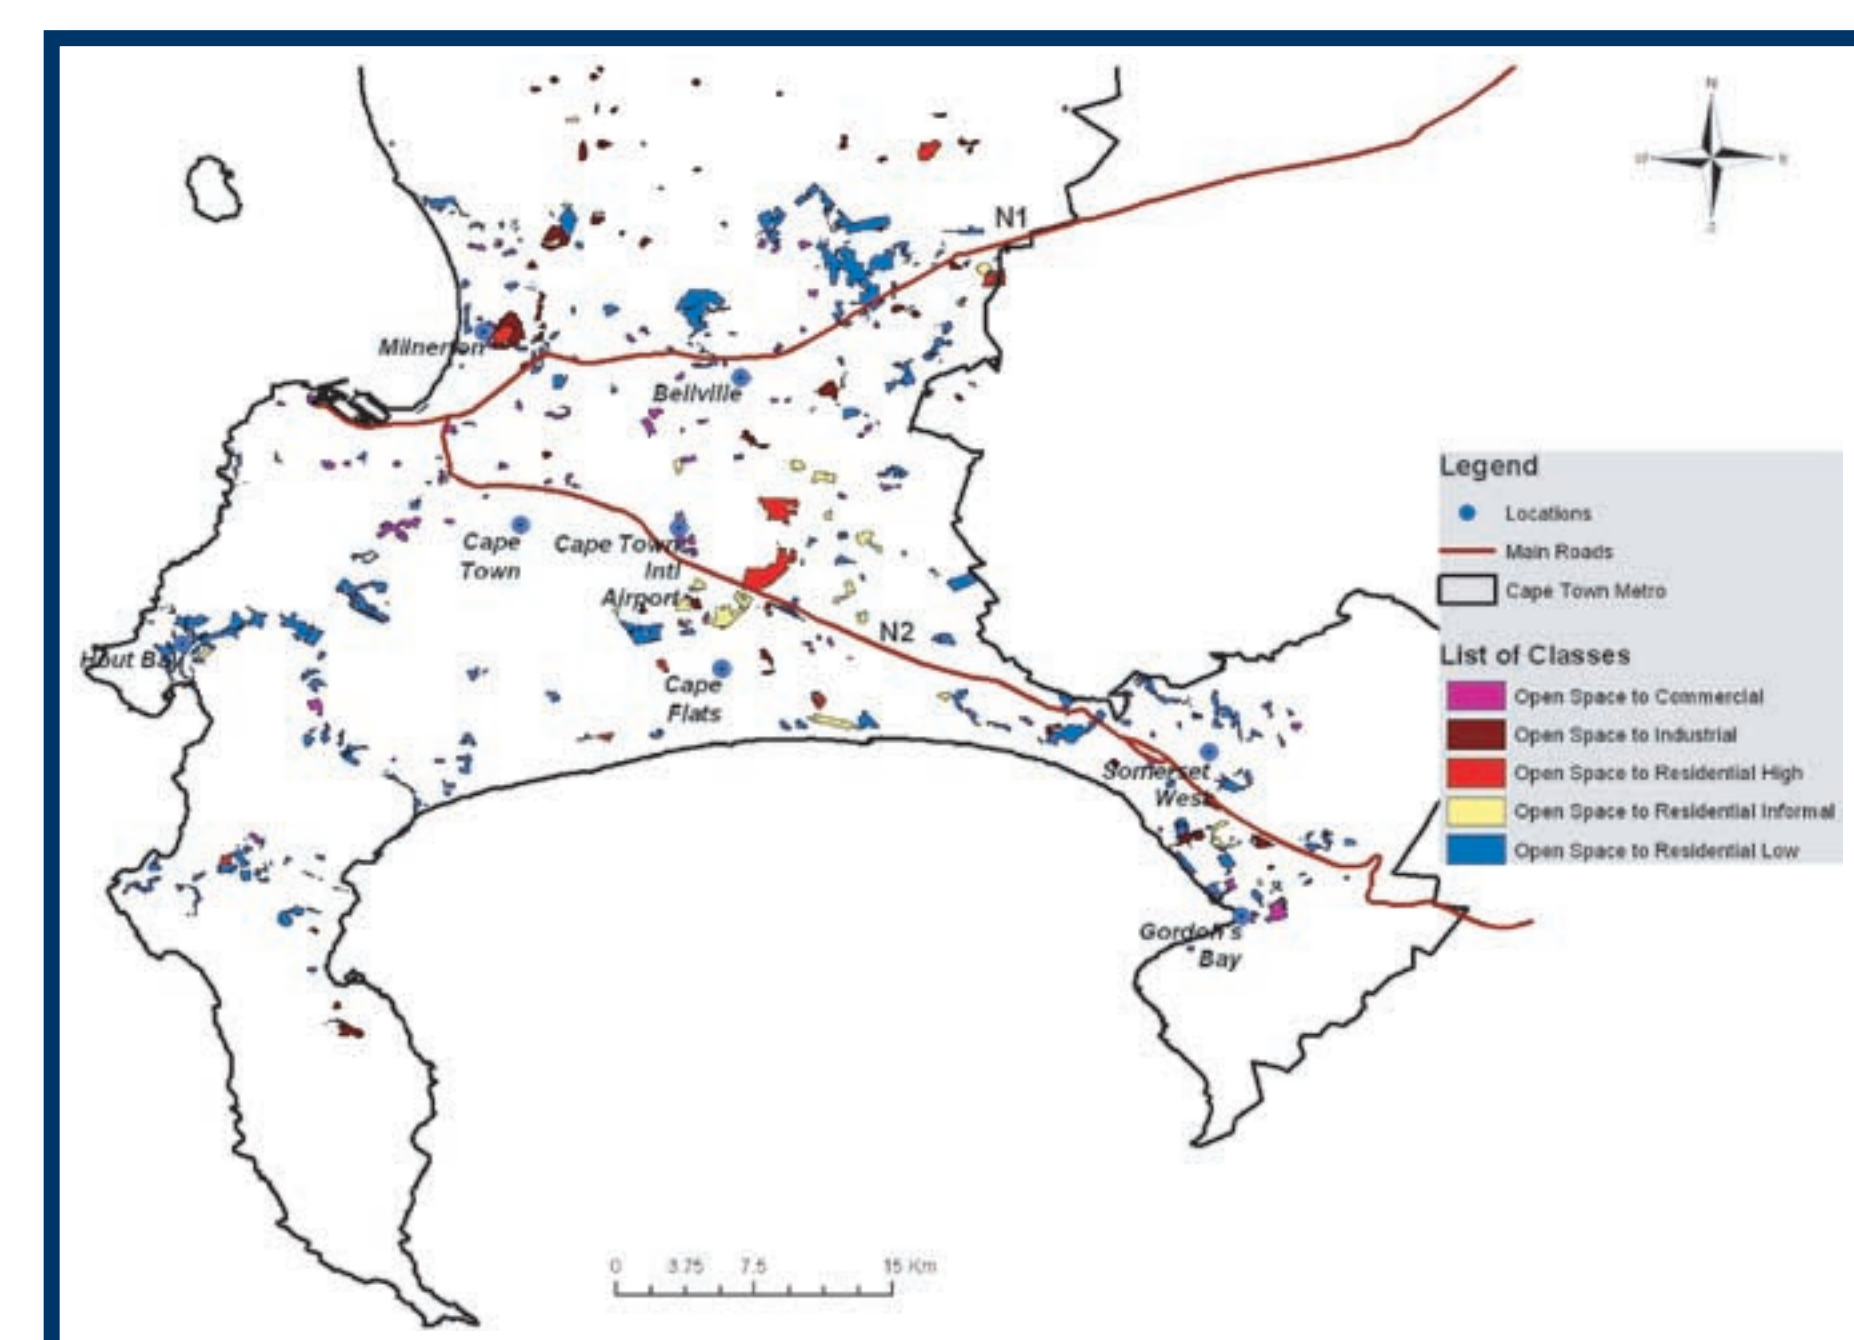 N
N1
Milnerton
Bellville
Cape
Town
Cape Town
Intl
Airport
N2
Hout Bay
Cape
Flats
Somerset
West
Gordon's
Bay
Legend
Locations
Main Roads
Cape Town Metro
List of Classes
Open Space to Commercial
Open Space to Industrial
Open Space to Residential High
Open Space to Residential Informal
Open Space to Residential Low
0 3.75 7.5 15 Km